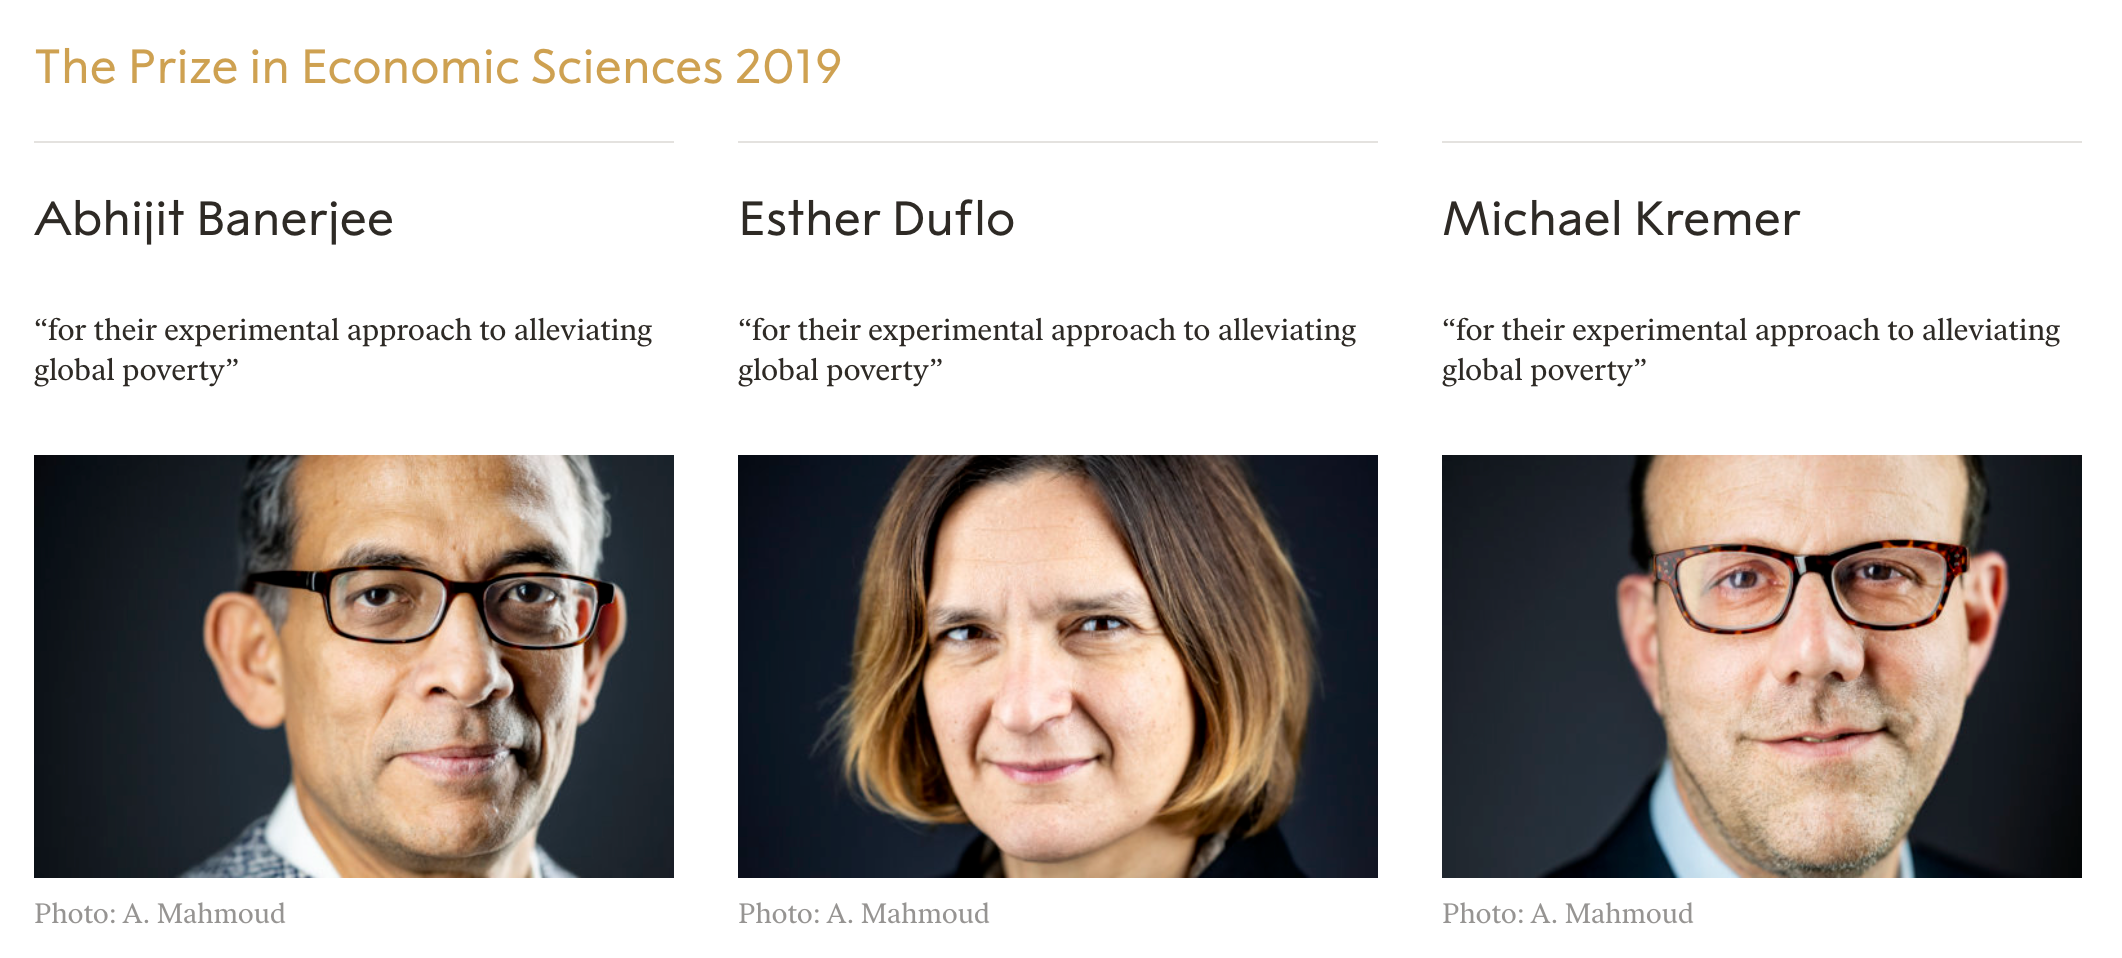 The Prize in Economic Sciences 2019
Abhijit Banerjee
“for their experimental approach to alleviating
global poverty”
Photo: A. Mahmoud
Esther Duflo
“for their experimental approach to alleviating
global poverty”
Photo: A. Mahmoud
Michael Kremer
“for their experimental approach to alleviating
global poverty”
Photo: A. Mahmoud